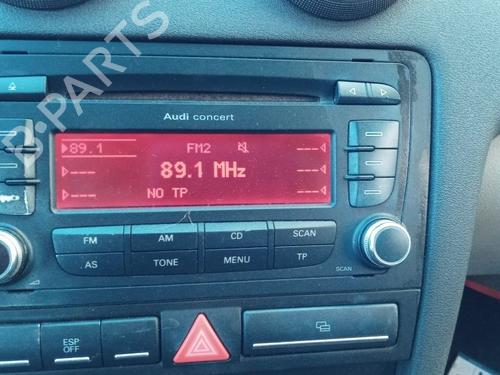 B-PARTS
Audi concert
89.1 FM2
--- 89.1 MHz ---
--- NO TP ---
FM AM CD SCAN
AS TONE MENU TP
SCAN
ESP
OFF